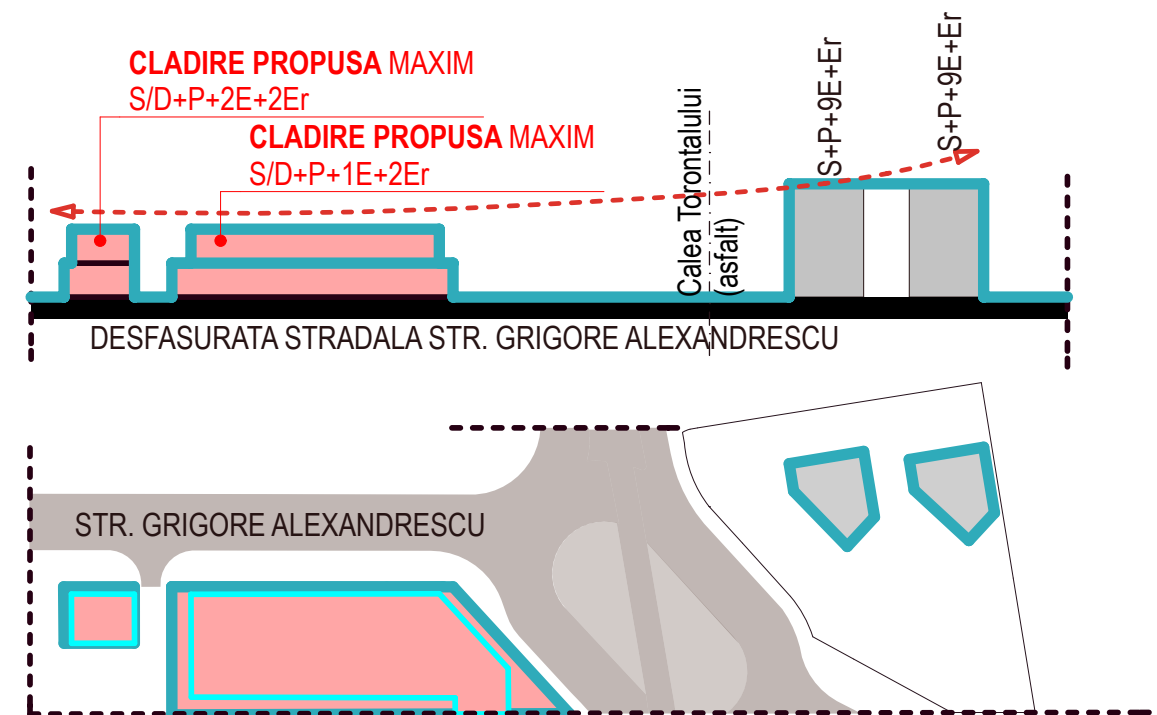 CLADIRE PROPUSA MAXIM
S/D+P+2E+2Er
CLADIRE PROPUSA MAXIM
S/D+P+1E+2Er
Calea Torontalului
(asfalt)
S+P+9E+Er
S+P+9E+Er
DESFASURATA STRADALA STR. GRIGORE ALEXANDRESCU
STR. GRIGORE ALEXANDRESCU